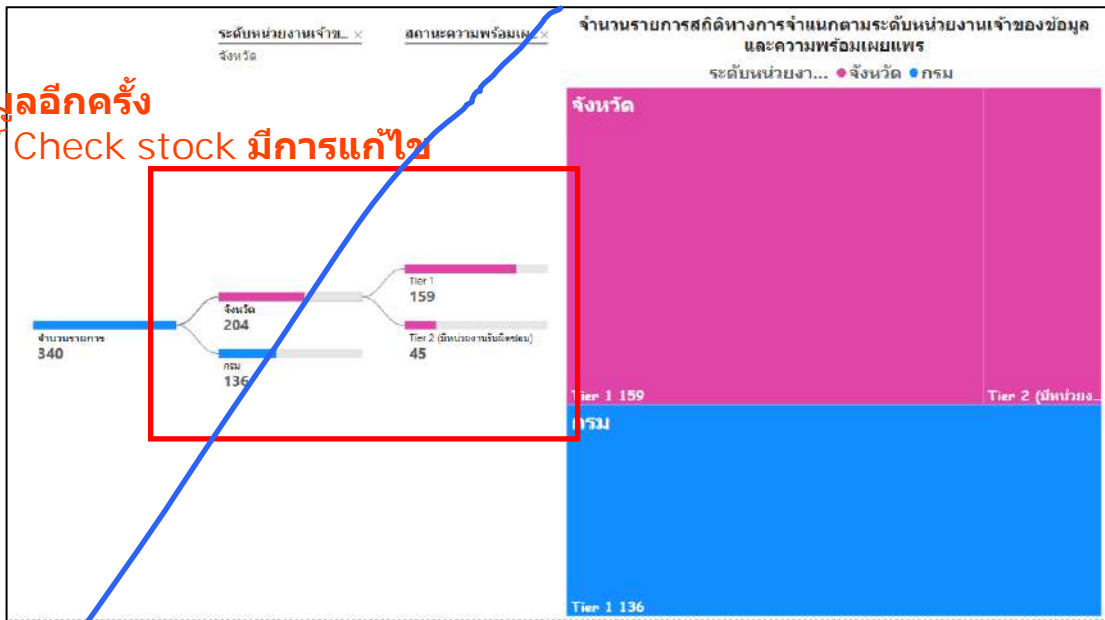 ระดับหน่วยงานเจ้าข... ×
จังหวัด
สถานะความพร้อมเผ... ×
มูลอีกครั้ง
Check stock มีการแก้ไข
จำนวนรายการ
340
จังหวัด
204
กรม
136
Tier 1
159
Tier 2 (มีหน่วยงานรับผิดชอบ)
45
จำนวนรายการสถิติทางการจำแนกตามระดับหน่วยงานเจ้าของข้อมูล
และความพร้อมเผยแพร่
ระดับหน่วยงา... จังหวัด กรม
จังหวัด
Tier 1 159
Tier 2 (มีหน่วยง...
กรม
Tier 1 136